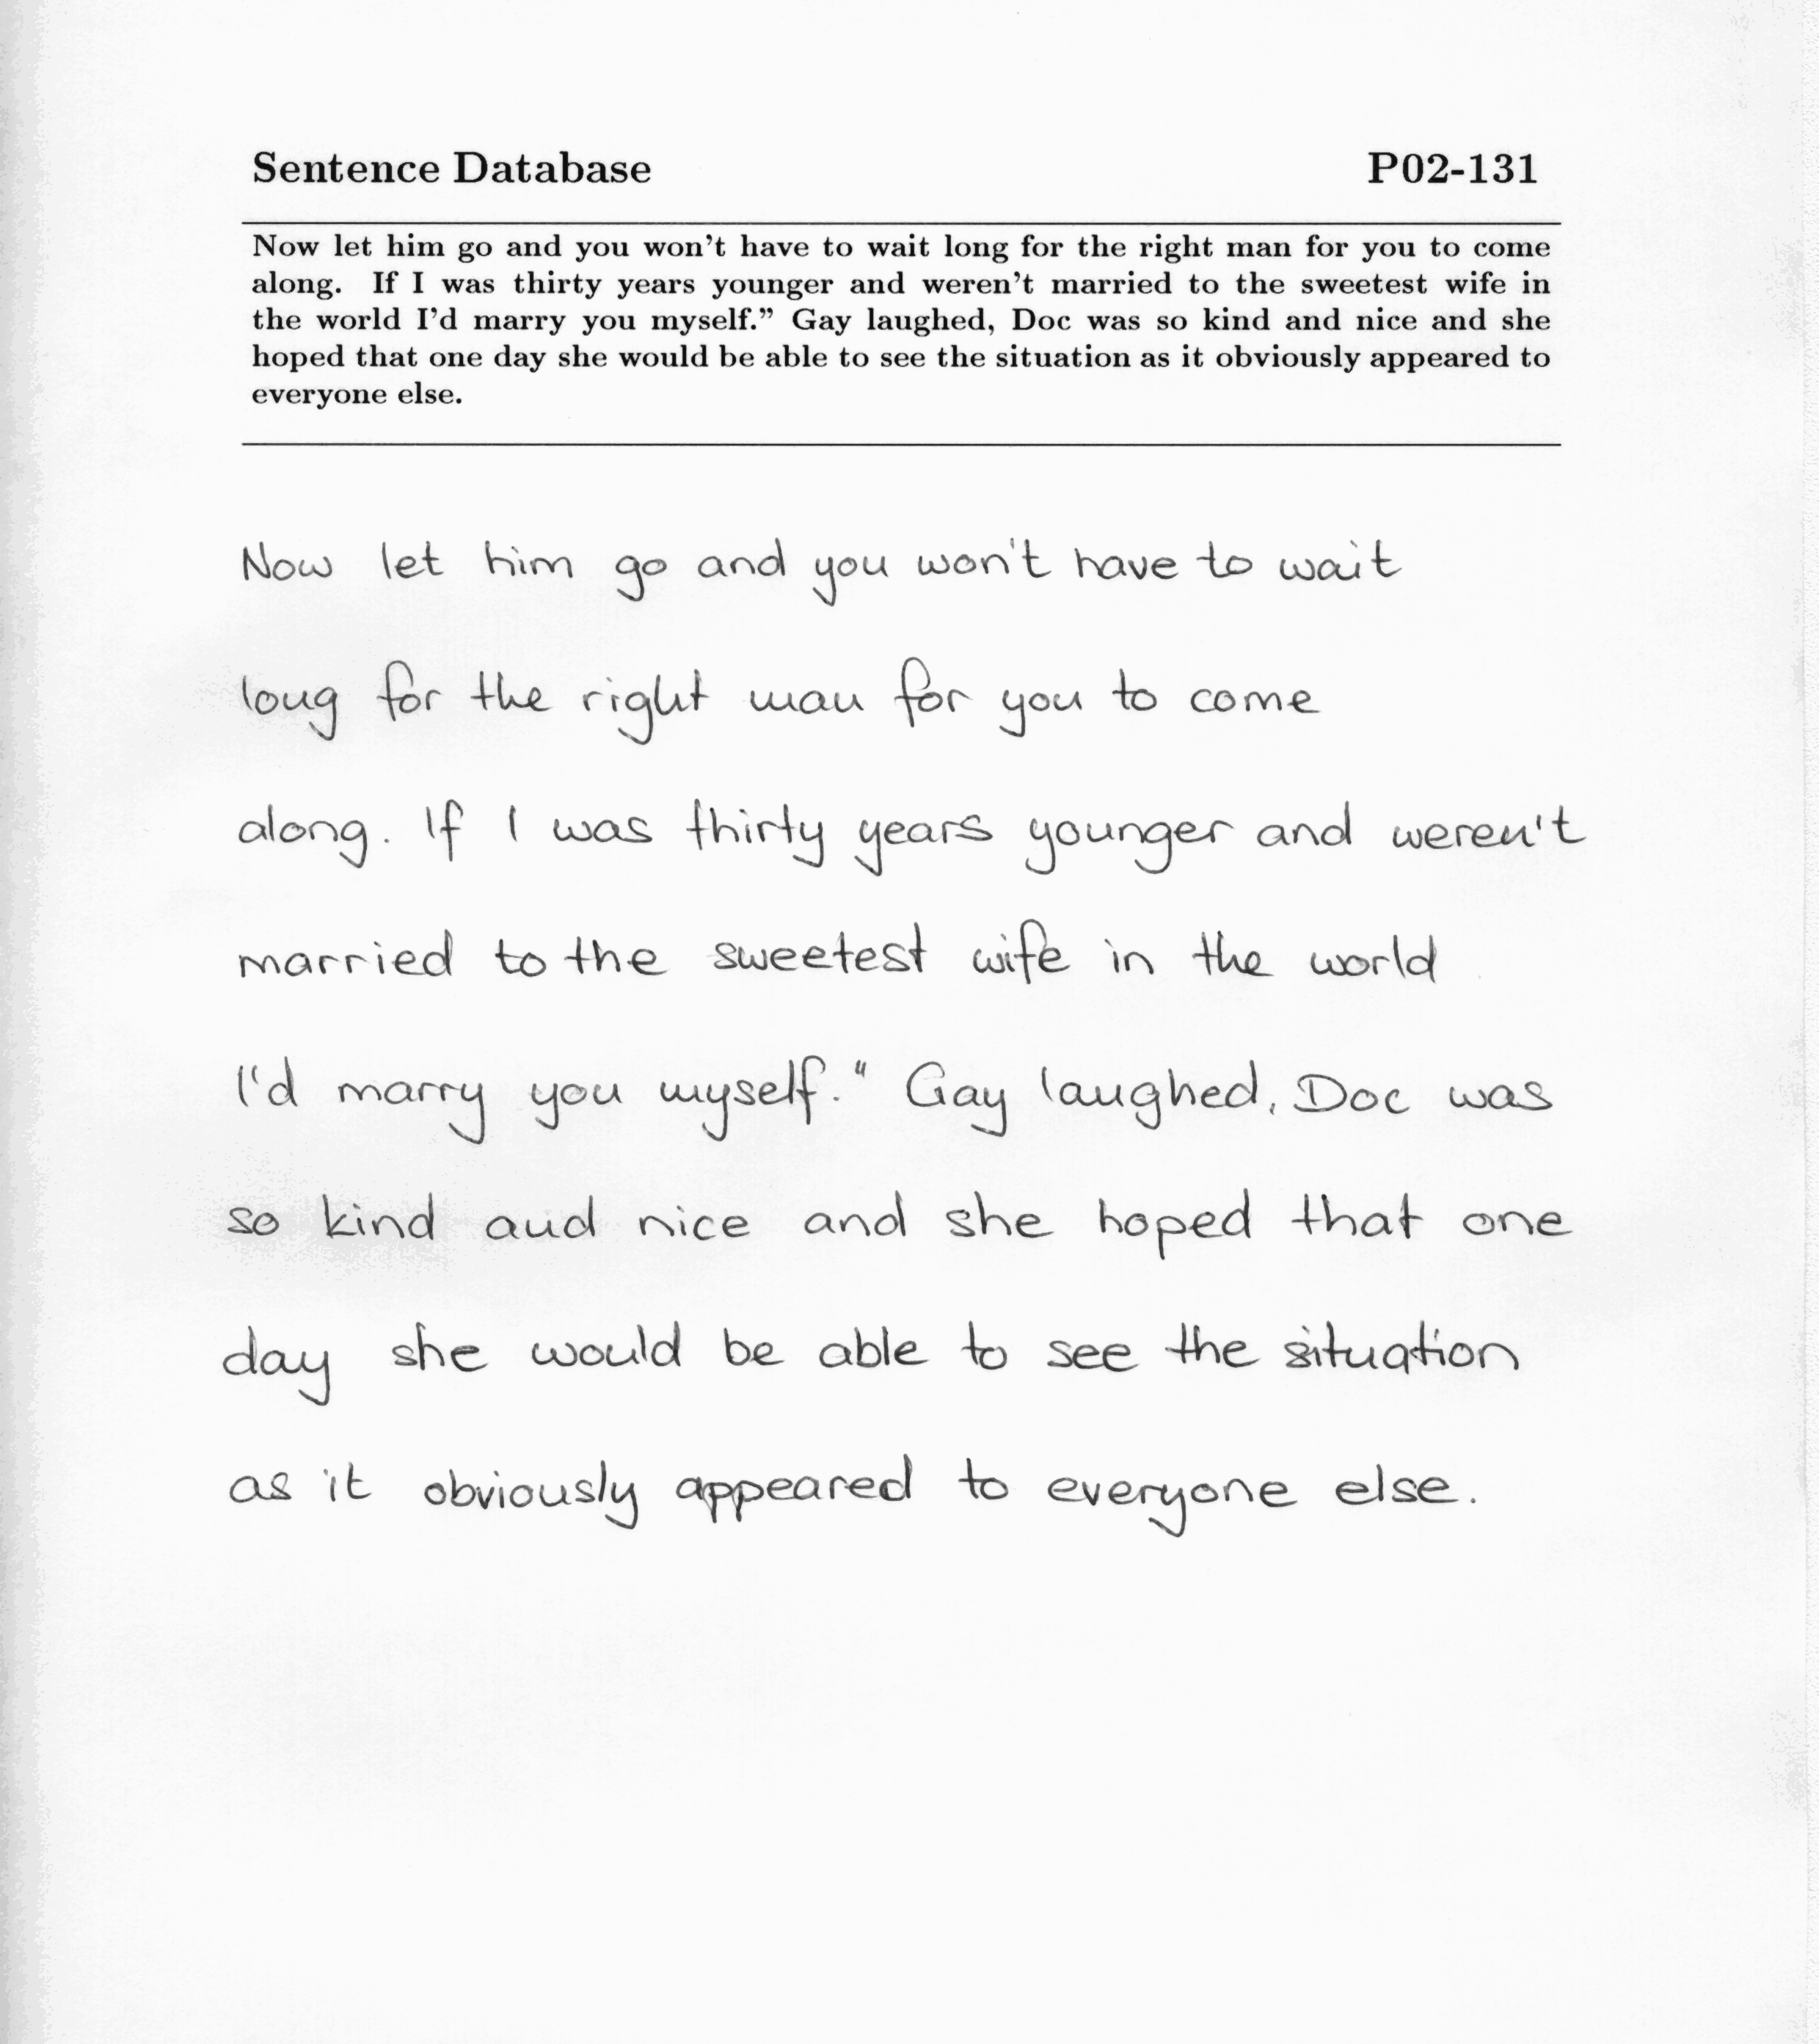 Sentence Database P02-131
Now let him go and you won't have to wait long for the right man for you to come
along. If I was thirty years younger and weren't married to the sweetest wife in
the world I'd marry you myself.” Gay laughed, Doc was so kind and nice and she
hoped that one day she would be able to see the situation as it obviously appeared to
everyone else.
Now let him go and you won't have to wait
long for the right man for you to come
along. If I was thirty years younger and weren't
married to the sweetest wife in the world
I'd marry you myself." Gay laughed, Doc was
so kind and nice and she hoped that one
day she would be able to see the situation
as it obviously appeared to everyone else.